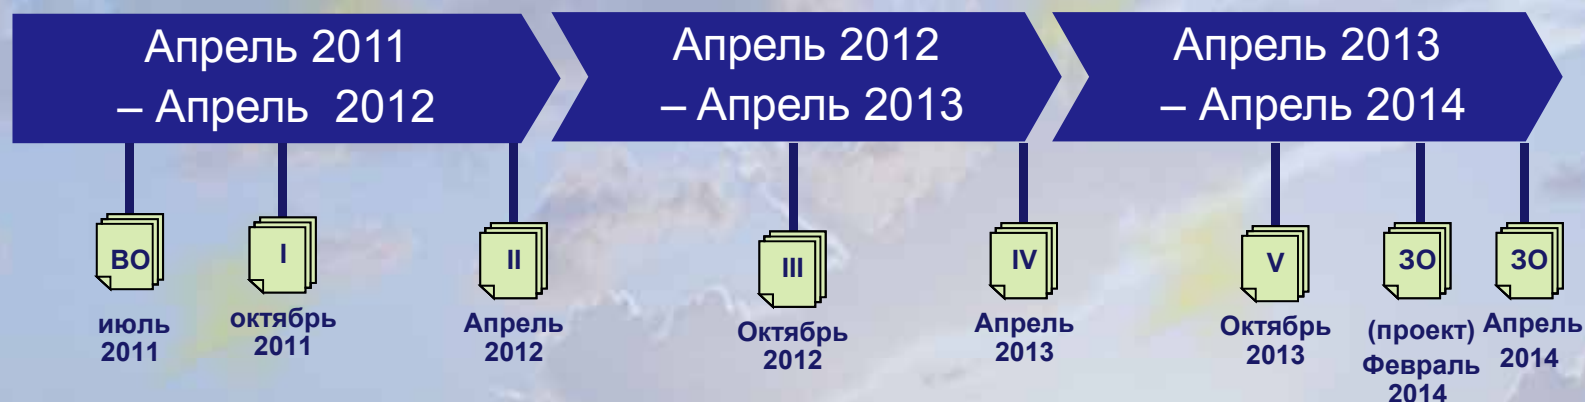 Апрель 2011
– Апрель 2012
Апрель 2012
– Апрель 2013
Апрель 2013
– Апрель 2014
ВО
июль
2011
I
октябрь
2011
II
Апрель
2012
III
Октябрь
2012
IV
Апрель
2013
V
Октябрь
2013
ЗО
(проект)
Февраль
2014
ЗО
Апрель
2014